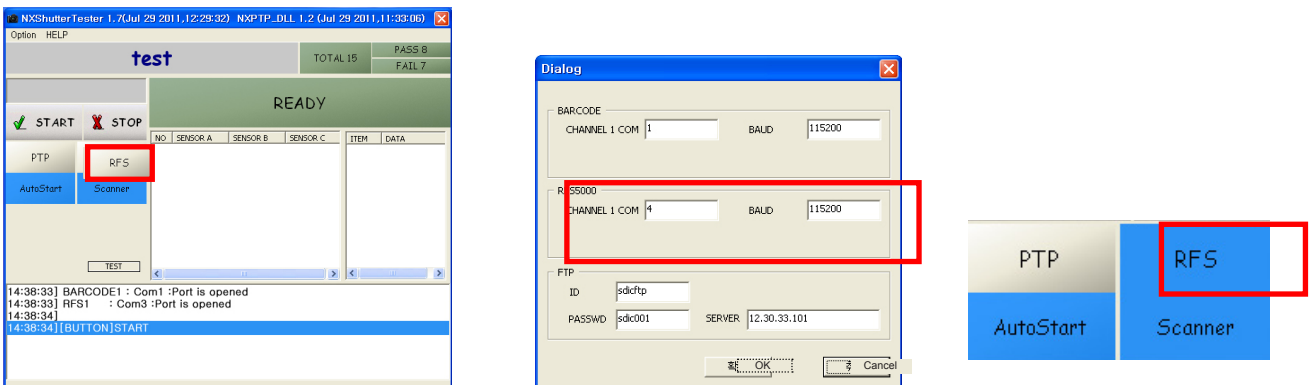 NXShutterTester 1.7(Jul 29 2011,12:29:32) NXPTP_DLL 1.2 (Jul 29 2011,11:33:06)
Option HELP
test
TOTAL 15
PASS 8
FAIL 7
READY
START
STOP
NO SENSOR A SENSOR B SENSOR C ITEM DATA
PTP
RFS
AutoStart
Scanner
TEST
14:38:33] BARCODE1 : Com1 :Port is opened
14:38:33] RFS1 : Com3 :Port is opened
14:38:34]
14:38:34][BUTTON]START
Dialog
BARCODE
CHANNEL 1 COM 1 BAUD 115200
CHANNEL 1 COM 4 BAUD 115200
FTP
ID sdicftp
PASSWD sdic001 SERVER 12.30.33.101
OK Cancel
PTP RFS
AutoStart Scanner